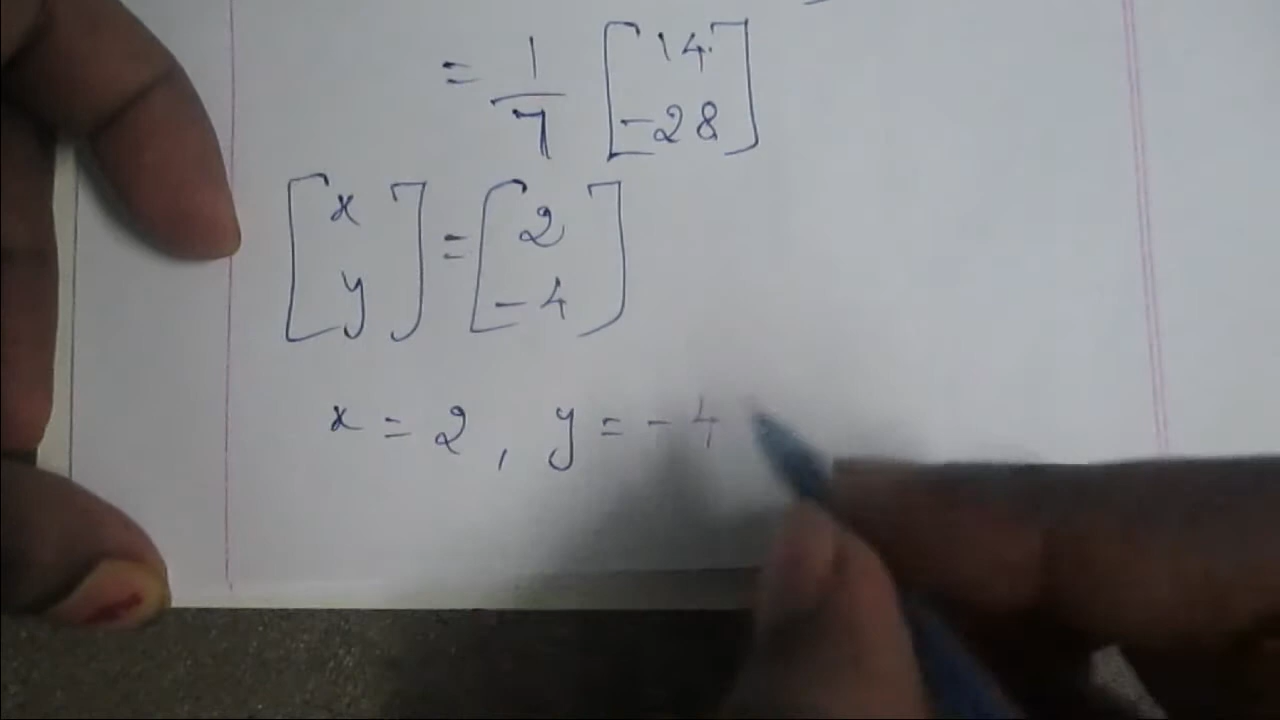 = 1/7 [14 -28]
[x y] = [2 -4]
x = 2, y = -4